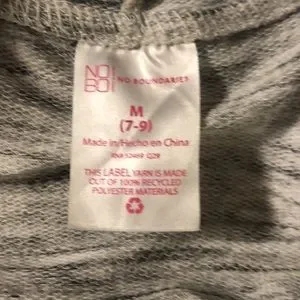 NO
BO
NO BOUNDARIES
M
(7-9)
Made in/Hecho en China
THIS LABEL YARN IS MADE
OUT OF 100% RECYCLED
POLYESTER MATERIALS